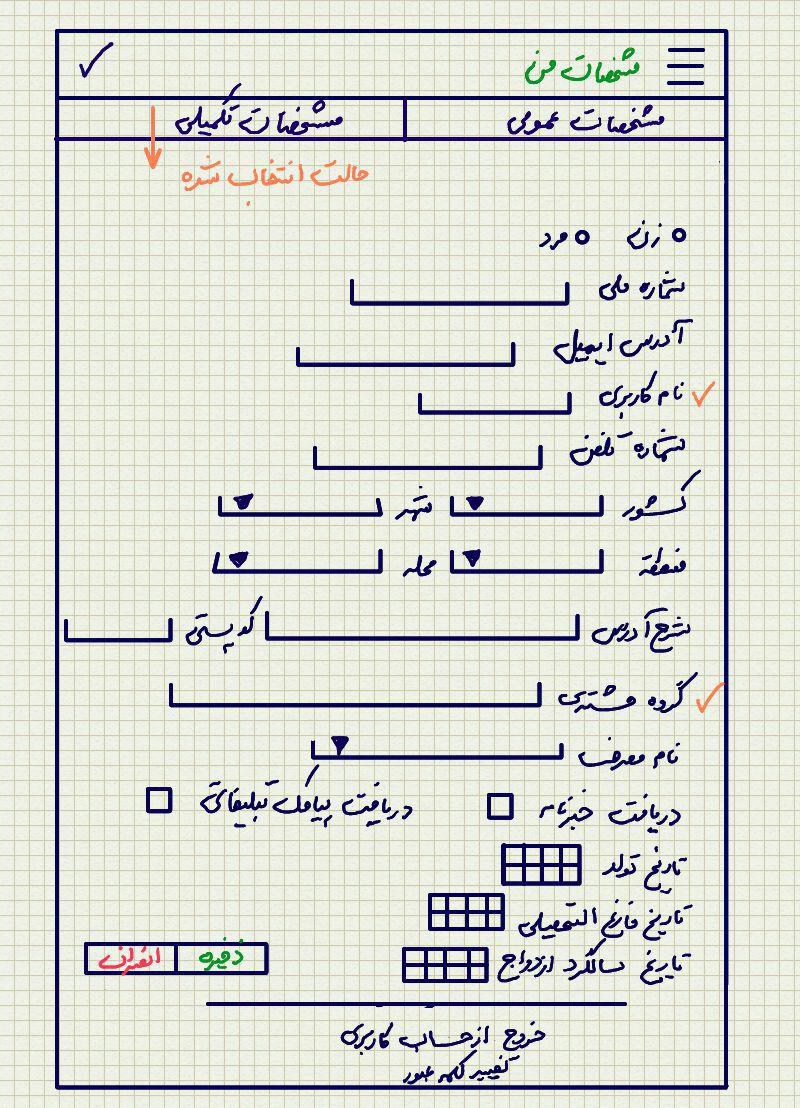 مشخصات من
مشخصات عمومی مشخصات تکمیلی
حالت انتخاب شده
زن مرد
شماره ملی
آدرس ایمیل
نام کاربری
شماره تلفن
کشور شهر
منطقه محله
شرح آدرس کد پستی
گروه مشتری
نام معرف
دریافت خبرنامه دریافت پیامک تبلیغاتی
تاریخ تولد
تاریخ فارغ التحصیلی
تاریخ سالگرد ازدواج ذخیره انصراف
خروج از حساب کاربری
تغییر کلمه عبور